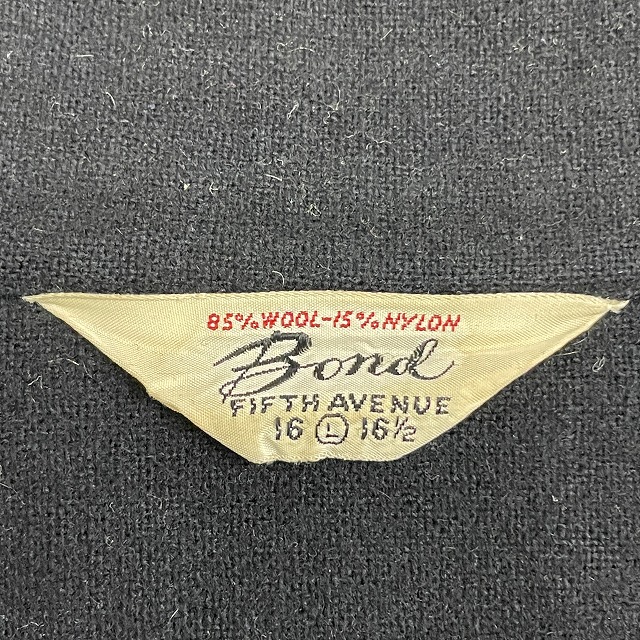 85% WOOL-15% NYLON
Bond
FIFTH AVENUE
16 L 16½